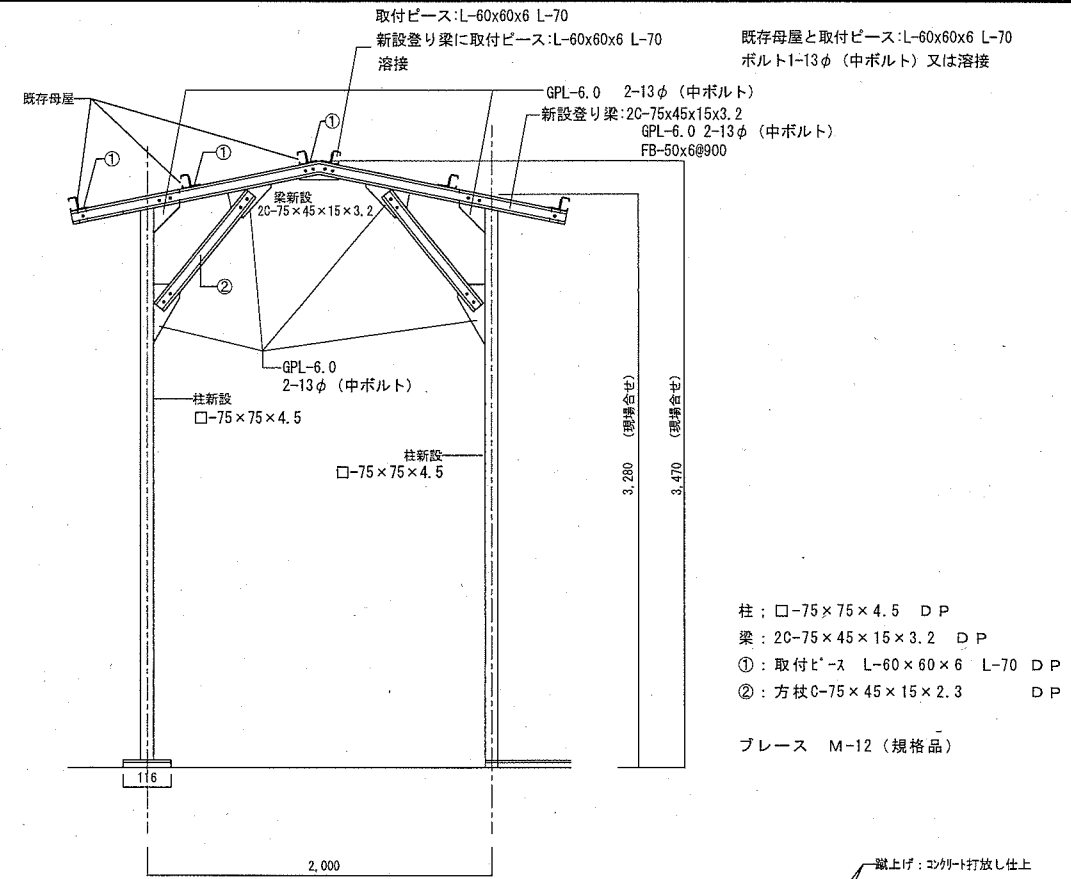 取付ピース:L-60x60x6 L-70
新設登り梁に取付ピース:L-60x60x6 L-70
溶接
既存母屋と取付ピース:L-60x60x6 L-70
ボルト1-13φ (中ボルト) 又は溶接
既存母屋
GPL-6.0 2-13φ (中ボルト)
新設登り梁:2C-75x45x15x3.2
GPL-6.0 2-13φ (中ボルト)
FB-50x6@900
①
①
①
梁新設
2C-75×45×15×3.2
②
GPL-6.0
2-13φ (中ボルト)
柱新設
□-75×75×4.5
柱新設
□-75×75×4.5
3,280 (現場合せ)
3,470 (現場合せ)
柱 ; □-75×75×4.5 DP
梁 : 2C-75×45×15×3.2 DP
① : 取付ピース L-60×60×6 L-70 DP
② : 方杖C-75×45×15×2.3 DP
ブレース M-12 (規格品)
116
2,000
蹴上げ : コンクリート打放し仕上